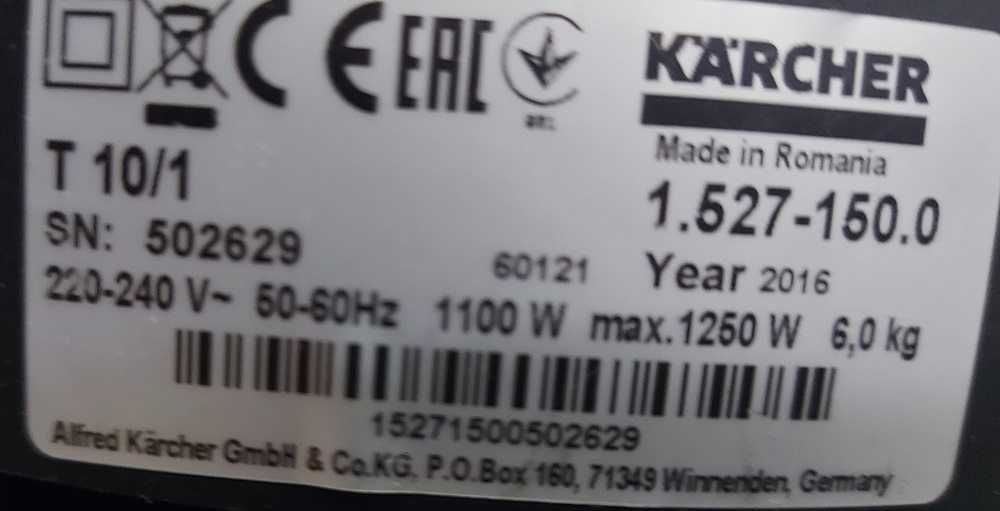 KÄRCHER
Made in Romania
T 10/1
1.527-150.0
SN: 502629
60121 Year 2016
220-240 V~ 50-60Hz 1100 W max.1250 W 6,0 kg
15271500502629
Alfred Kärcher GmbH & Co.KG. P.O.Box 160, 71349 Winnenden, Germany